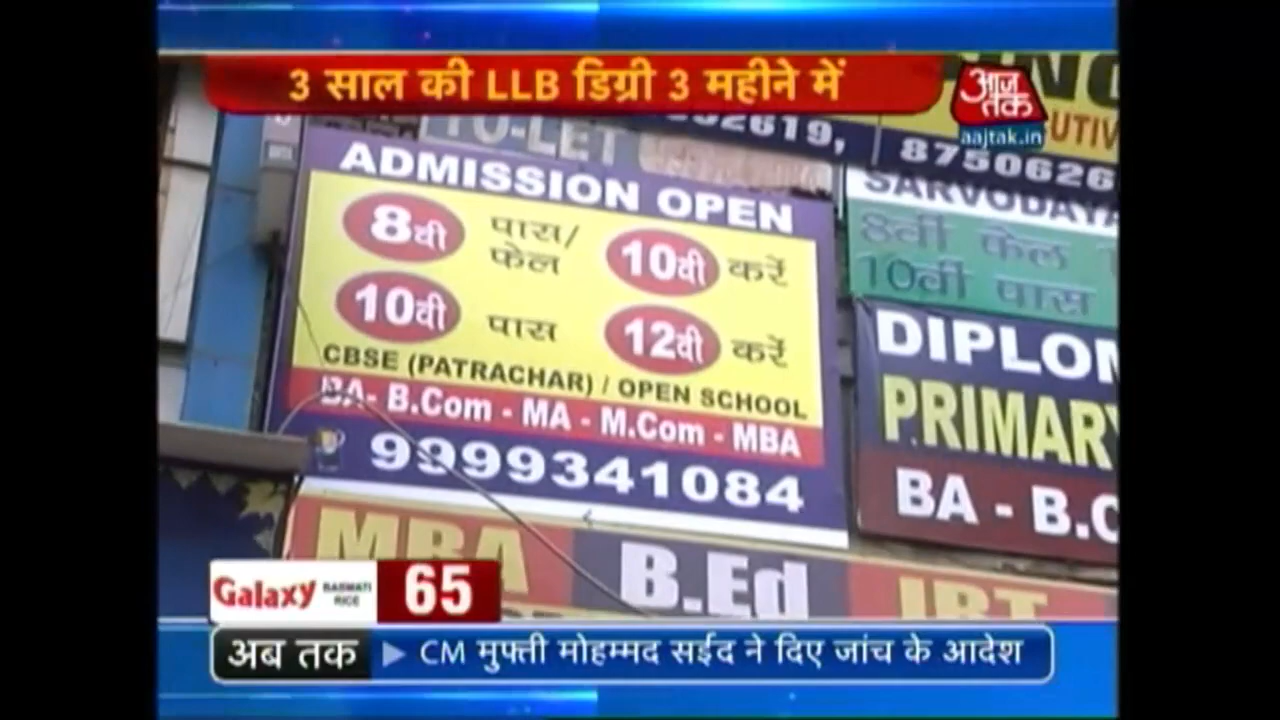 3 साल की LLB डिग्री 3 महीने में
आज
तक
aajtak.in
TO-LET
32619,
8750626
ADMISSION OPEN
8वी पास/ फेल 10वी करें
10वी पास 12वी करें
CBSE (PATRACHAR) / OPEN SCHOOL
BA- B.Com - MA - M.Com - MBA
9999341084
SARVODAYA
8वी फेल
10वी पास
DIPLOM
PRIMARY
BA - B.C
MBA B.Ed
Galaxy BASMATI RICE 65
अब तक CM मुफ्ती मोहम्मद सईद ने दिए जांच के आदेश